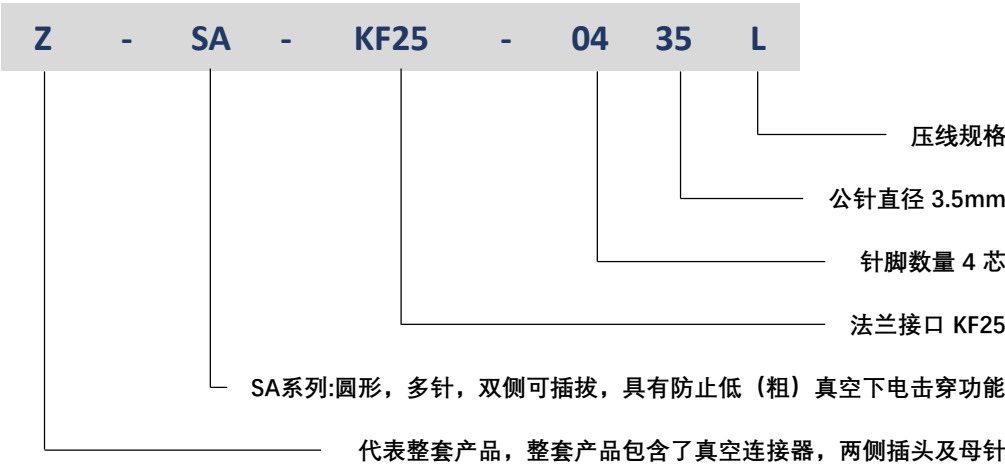 Z - SA - KF25 - 04 35 L
压线规格
公针直径 3.5mm
针脚数量 4 芯
法兰接口 KF25
SA系列:圆形，多针，双侧可插拔，具有防止低（粗）真空下电击穿功能
代表整套产品，整套产品包含了真空连接器，两侧插头及母针